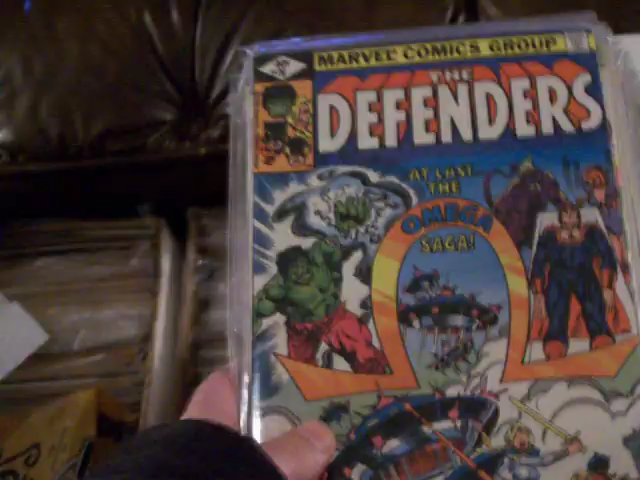 MARVEL COMICS GROUP
THE
DEFENDERS
AT LAST
THE
OMEGA
SAGA!